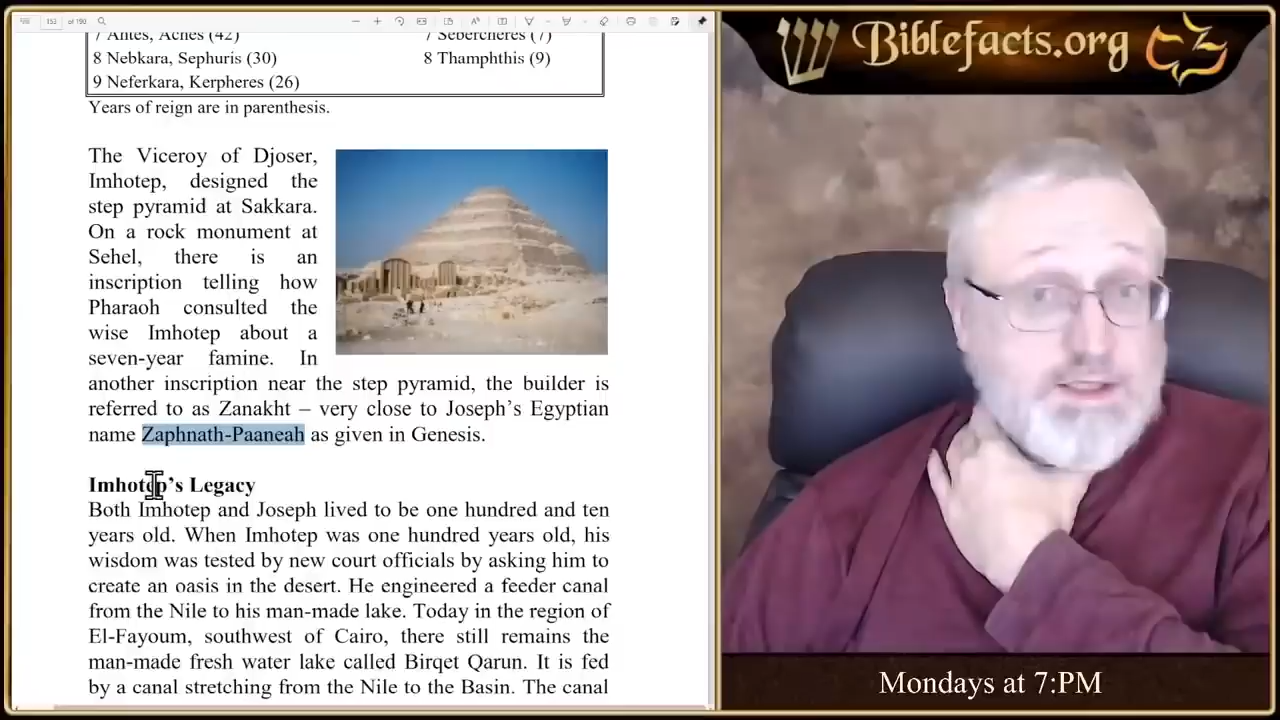 152 of 190
7 Antes, Aches (42)
7 Sebercheres (7)
8 Nebkara, Sephuris (30)
8 Thamphthis (9)
9 Neferkara, Kerpheres (26)
Years of reign are in parenthesis.
The Viceroy of Djoser,
Imhotep, designed the
step pyramid at Sakkara.
On a rock monument at
Sehel, there is an
inscription telling how
Pharaoh consulted the
wise Imhotep about a
seven-year famine. In
another inscription near the step pyramid, the builder is
referred to as Zanakht – very close to Joseph’s Egyptian
name Zaphnath-Paaneah as given in Genesis.
Imhotep’s Legacy
Both Imhotep and Joseph lived to be one hundred and ten
years old. When Imhotep was one hundred years old, his
wisdom was tested by new court officials by asking him to
create an oasis in the desert. He engineered a feeder canal
from the Nile to his man-made lake. Today in the region of
El-Fayoum, southwest of Cairo, there still remains the
man-made fresh water lake called Birqet Qarun. It is fed
by a canal stretching from the Nile to the Basin. The canal
Biblefacts.org
Mondays at 7:PM